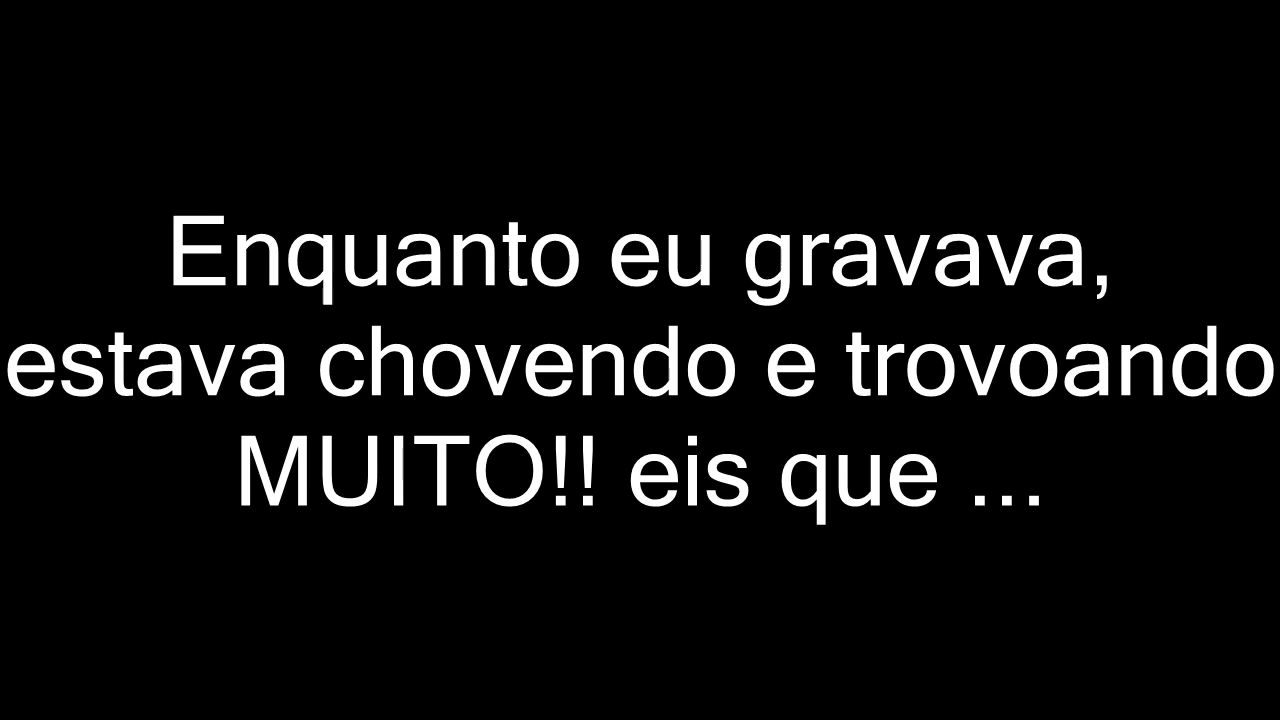 Enquanto eu gravava,
estava chovendo e trovoando
MUITO!! eis que ...